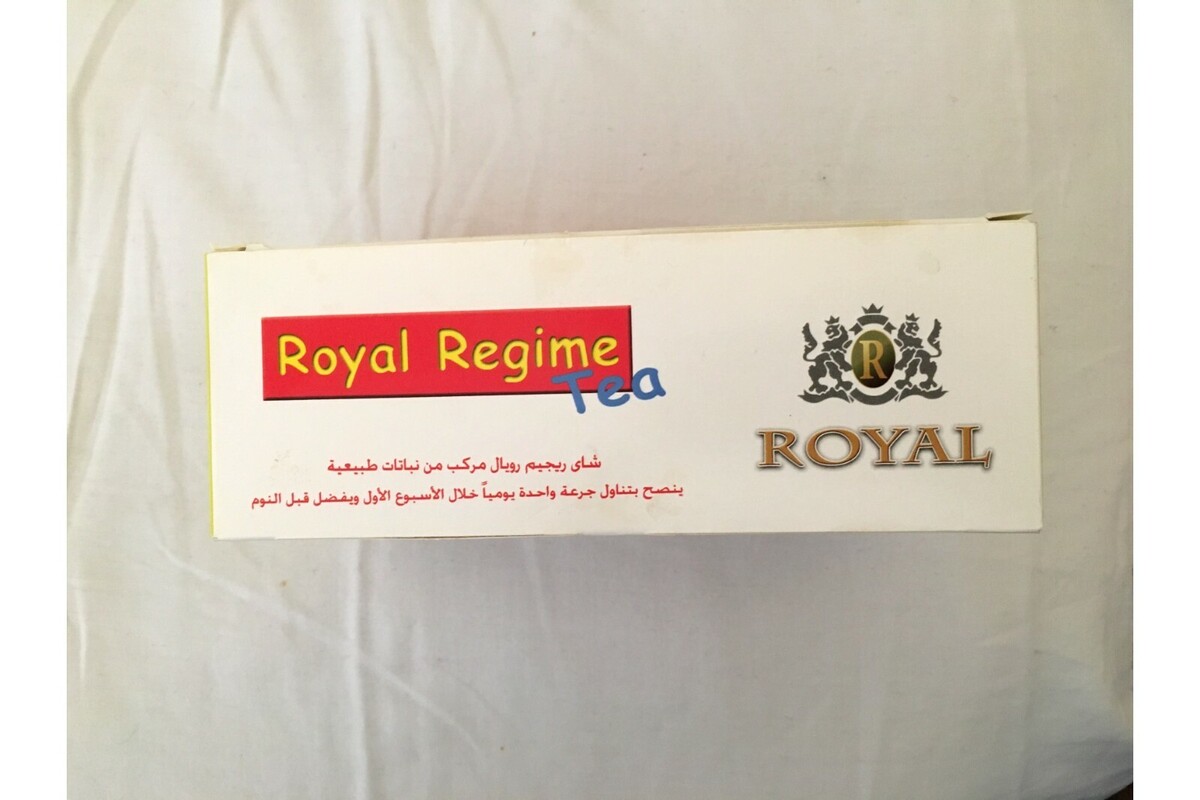 Royal Regime
Tea
شاى ريجيم رويال مركب من نباتات طبيعية
ينصح بتناول جرعة واحدة يومياً خلال الأسبوع الأول ويفضل قبل النوم
R
ROYAL